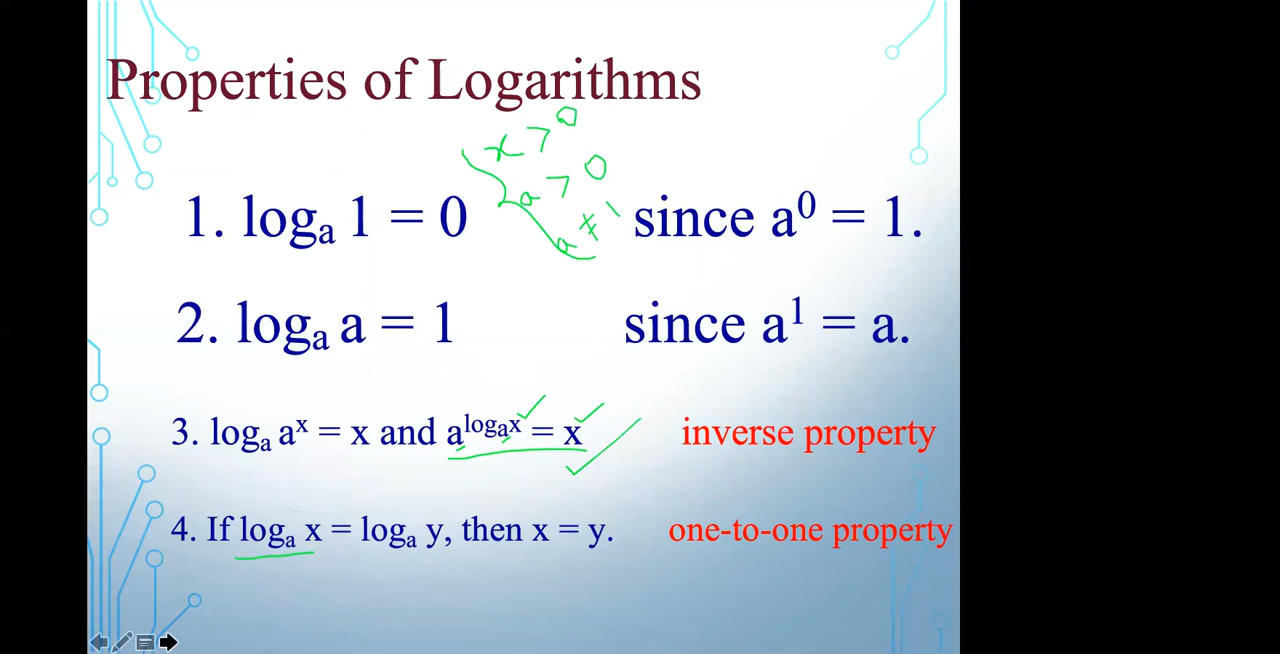 Properties of Logarithms
x > 0
a > 0
a ≠ 1
1. logₐ 1 = 0 since a⁰ = 1.
2. logₐ a = 1 since a¹ = a.
3. logₐ aˣ = x and a^(logₐx) = x inverse property
4. If logₐ x = logₐ y, then x = y. one-to-one property